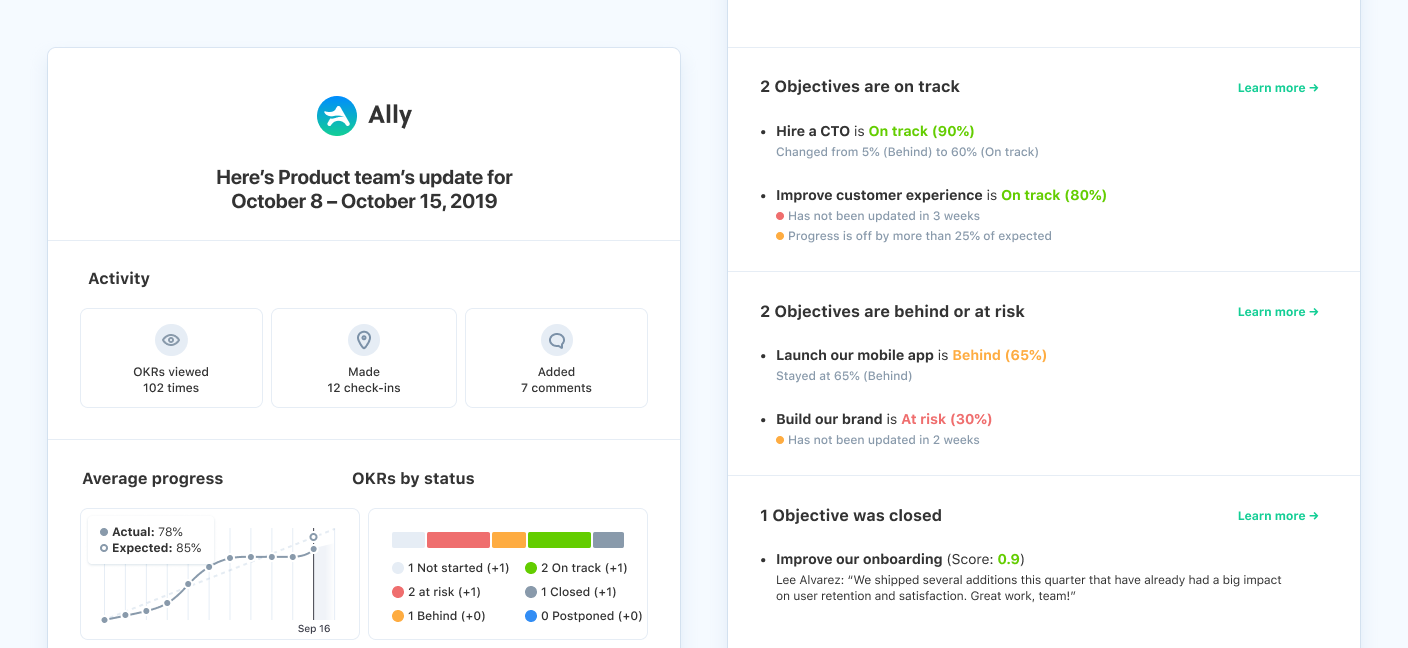 Ally
Here’s Product team’s update for
October 8 – October 15, 2019
Activity
OKRs viewed
102 times
Made
12 check-ins
Added
7 comments
Average progress
Actual: 78%
Expected: 85%
Sep 16
OKRs by status
1 Not started (+1)
2 On track (+1)
2 at risk (+1)
1 Closed (+1)
1 Behind (+0)
0 Postponed (+0)
2 Objectives are on track
Learn more →
• Hire a CTO is On track (90%)
Changed from 5% (Behind) to 60% (On track)
• Improve customer experience is On track (80%)
Has not been updated in 3 weeks
Progress is off by more than 25% of expected
2 Objectives are behind or at risk
Learn more →
• Launch our mobile app is Behind (65%)
Stayed at 65% (Behind)
• Build our brand is At risk (30%)
Has not been updated in 2 weeks
1 Objective was closed
Learn more →
• Improve our onboarding (Score: 0.9)
Lee Alvarez: “We shipped several additions this quarter that have already had a big impact
on user retention and satisfaction. Great work, team!”